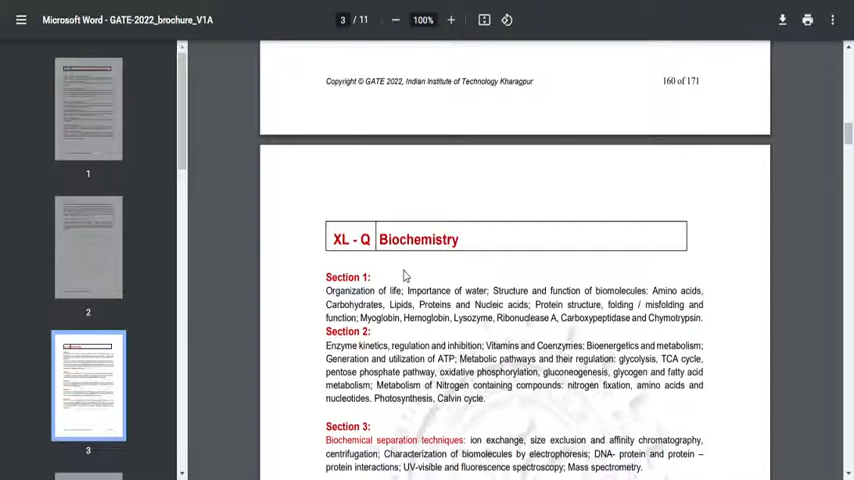 Microsoft Word - GATE-2022_brochure_V1A
3 / 11
100%
Copyright © GATE 2022, Indian Institute of Technology Kharagpur 160 of 171
XL - Q Biochemistry
Section 1:
Organization of life; Importance of water; Structure and function of biomolecules: Amino acids,
Carbohydrates, Lipids, Proteins and Nucleic acids; Protein structure, folding / misfolding and
function; Myoglobin, Hemoglobin, Lysozyme, Ribonuclease A, Carboxypeptidase and Chymotrypsin.
Section 2:
Enzyme kinetics, regulation and inhibition; Vitamins and Coenzymes; Bioenergetics and metabolism;
Generation and utilization of ATP; Metabolic pathways and their regulation: glycolysis, TCA cycle,
pentose phosphate pathway, oxidative phosphorylation, gluconeogenesis, glycogen and fatty acid
metabolism; Metabolism of Nitrogen containing compounds: nitrogen fixation, amino acids and
nucleotides. Photosynthesis, Calvin cycle.
Section 3:
Biochemical separation techniques: ion exchange, size exclusion and affinity chromatography,
centrifugation; Characterization of biomolecules by electrophoresis; DNA- protein and protein –
protein interactions; UV-visible and fluorescence spectroscopy; Mass spectrometry.
1
2
3